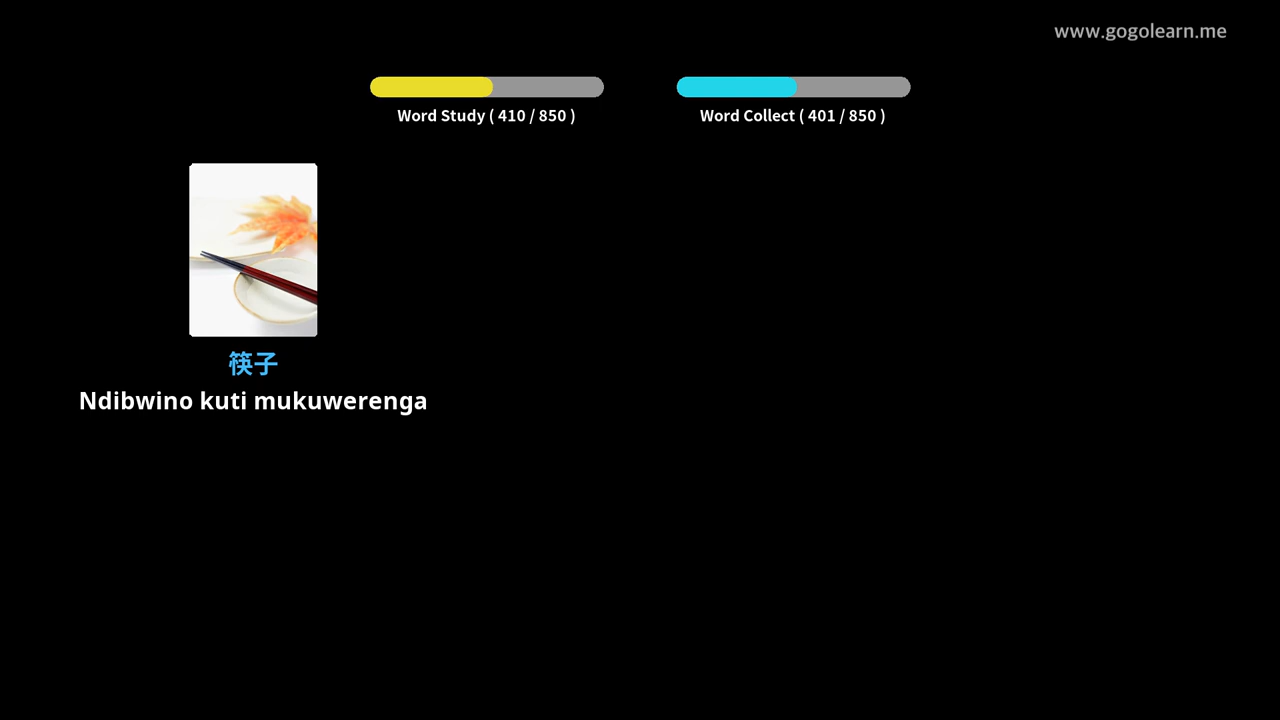 www.gogolearn.me
Word Study ( 410 / 850 )
Word Collect ( 401 / 850 )
筷子
Ndibwino kuti mukuwerenga